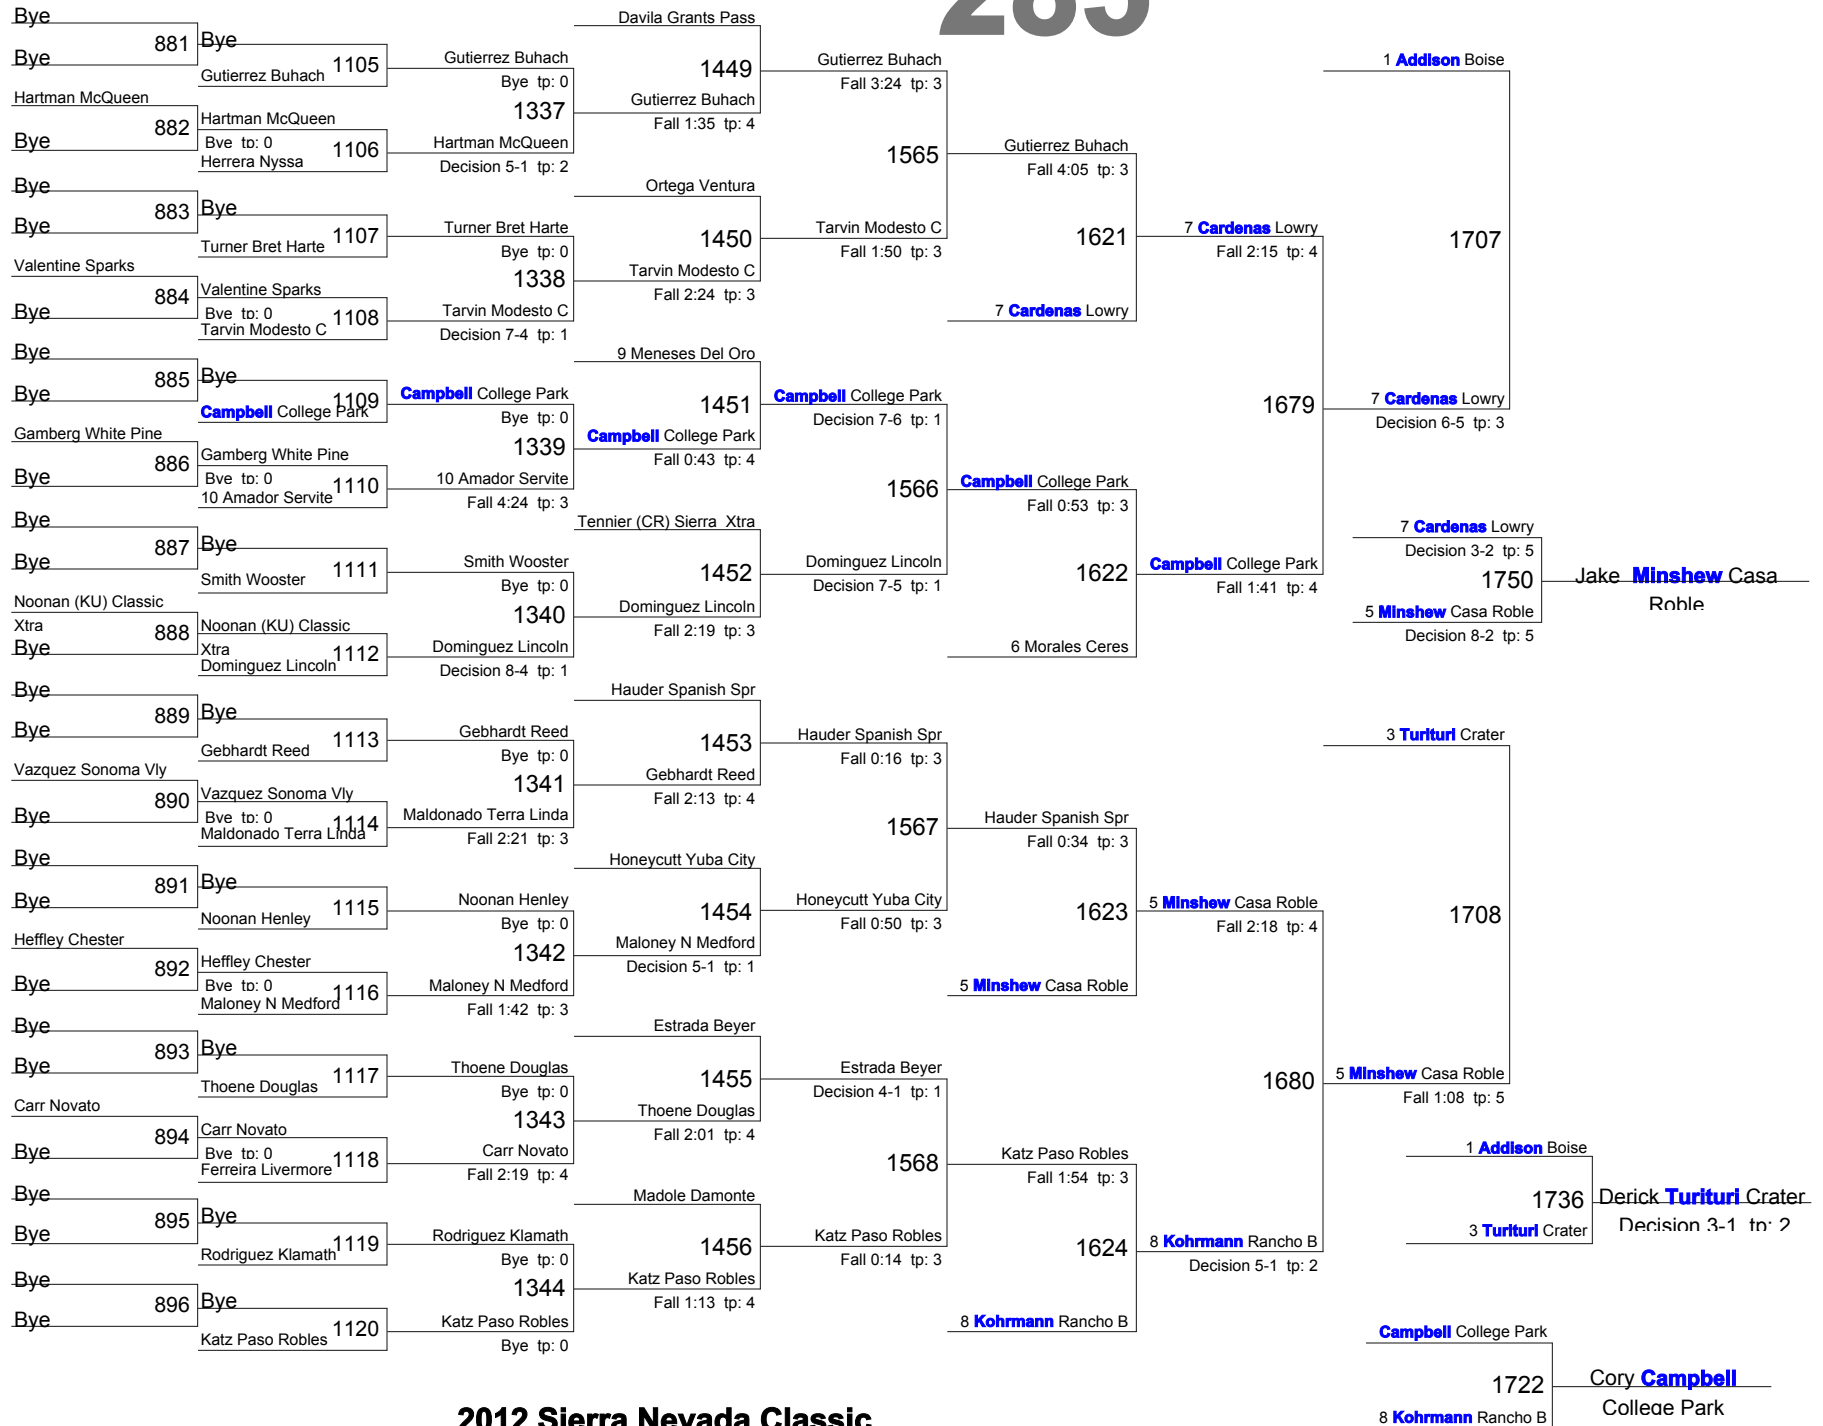 285
Bye
881
Bye
Bye
Gutierrez Buhach
1105
Hartman McQueen
882
Bye
Hartman McQueen
Bye tp: 0
Herrera Nyssa
1106
Bye
883
Bye
Bye
Turner Bret Harte
1107
Valentine Sparks
884
Bye
Valentine Sparks
Bye tp: 0
Tarvin Modesto C
1108
Bye
885
Bye
Bye
Campbell College Park
1109
Gamberg White Pine
886
Bye
Gamberg White Pine
Bye tp: 0
10 Amador Servite
1110
Bye
887
Bye
Bye
Smith Wooster
1111
Noonan (KU) Classic
Xtra
888
Bye
Noonan (KU) Classic
Xtra
Dominguez Lincoln
1112
Bye
889
Bye
Bye
Gebhardt Reed
1113
Vazquez Sonoma Vly
890
Bye
Vazquez Sonoma Vly
Bye tp: 0
Maldonado Terra Linda
1114
Bye
891
Bye
Bye
Noonan Henley
1115
Heffley Chester
892
Bye
Heffley Chester
Bye tp: 0
Maloney N Medford
1116
Bye
893
Bye
Bye
Thoene Douglas
1117
Carr Novato
894
Bye
Carr Novato
Bye tp: 0
Ferreira Livermore
1118
Bye
895
Bye
Bye
Rodriguez Klamath
1119
Bye
896
Bye
Bye
Katz Paso Robles
1120
Gutierrez Buhach
Bye tp: 0
1337
Hartman McQueen
Decision 5-1 tp: 2
Turner Bret Harte
Bye tp: 0
1338
Tarvin Modesto C
Decision 7-4 tp: 1
Campbell College Park
Bye tp: 0
1339
10 Amador Servite
Fall 4:24 tp: 3
Smith Wooster
Bye tp: 0
1340
Dominguez Lincoln
Decision 8-4 tp: 1
Gebhardt Reed
Bye tp: 0
1341
Maldonado Terra Linda
Fall 2:21 tp: 3
Noonan Henley
Bye tp: 0
1342
Maloney N Medford
Fall 1:42 tp: 3
Thoene Douglas
Bye tp: 0
1343
Carr Novato
Fall 2:19 tp: 4
Rodriguez Klamath
Bye tp: 0
1344
Katz Paso Robles
Bye tp: 0
Davila Grants Pass
1449
Gutierrez Buhach
Fall 1:35 tp: 4
Ortega Ventura
1450
Tarvin Modesto C
Fall 2:24 tp: 3
9 Meneses Del Oro
1451
Campbell College Park
Fall 0:43 tp: 4
Tennier (CR) Sierra Xtra
1452
Dominguez Lincoln
Fall 2:19 tp: 3
Hauder Spanish Spr
1453
Gebhardt Reed
Fall 2:13 tp: 4
Honeycutt Yuba City
1454
Maloney N Medford
Decision 5-1 tp: 1
Estrada Beyer
1455
Thoene Douglas
Fall 2:01 tp: 4
Madole Damonte
1456
Katz Paso Robles
Fall 1:13 tp: 4
Gutierrez Buhach
Fall 3:24 tp: 3
1565
Tarvin Modesto C
Fall 1:50 tp: 3
Campbell College Park
Decision 7-6 tp: 1
1566
Dominguez Lincoln
Decision 7-5 tp: 1
Hauder Spanish Spr
Fall 0:16 tp: 3
1567
Honeycutt Yuba City
Fall 0:50 tp: 3
Estrada Beyer
Decision 4-1 tp: 1
1568
Katz Paso Robles
Fall 0:14 tp: 3
Gutierrez Buhach
Fall 4:05 tp: 3
1621
7 Cardenas Lowry
Campbell College Park
Fall 0:53 tp: 3
1622
6 Morales Ceres
Hauder Spanish Spr
Fall 0:34 tp: 3
1623
5 Minshew Casa Roble
Katz Paso Robles
Fall 1:54 tp: 3
1624
8 Kohrmann Rancho B
7 Cardenas Lowry
Fall 2:15 tp: 4
1679
Campbell College Park
Fall 1:41 tp: 4
5 Minshew Casa Roble
Fall 2:18 tp: 4
1680
8 Kohrmann Rancho B
Decision 5-1 tp: 2
1 Addison Boise
1707
7 Cardenas Lowry
Decision 6-5 tp: 3
3 Turituri Crater
1708
5 Minshew Casa Roble
Fall 1:08 tp: 5
7 Cardenas Lowry
Decision 3-2 tp: 5
1750
5 Minshew Casa Roble
Decision 8-2 tp: 5
Jake Minshew Casa
Roble
1 Addison Boise
1736
3 Turituri Crater
Derick Turituri Crater
Decision 3-1 tp: 2
Campbell College Park
1722
8 Kohrmann Rancho B
Cory Campbell
College Park
2012 Sierra Nevada Classic